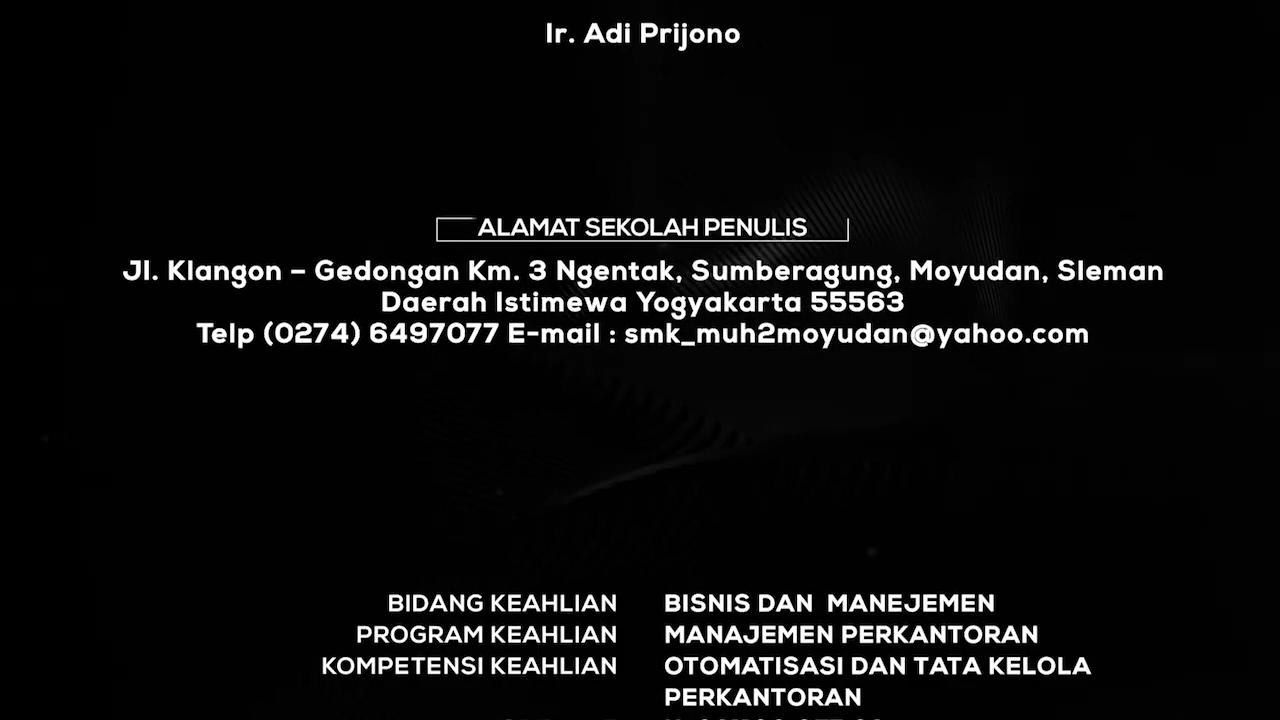 Ir. Adi Prijono
ALAMAT SEKOLAH PENULIS
Jl. Klangon – Gedongan Km. 3 Ngentak, Sumberagung, Moyudan, Sleman
Daerah Istimewa Yogyakarta 55563
Telp (0274) 6497077 E-mail : smk_muh2moyudan@yahoo.com
BIDANG KEAHLIAN BISNIS DAN  MANEJEMEN
PROGRAM KEAHLIAN MANAJEMEN PERKANTORAN
KOMPETENSI KEAHLIAN OTOMATISASI DAN TATA KELOLA
PERKANTORAN